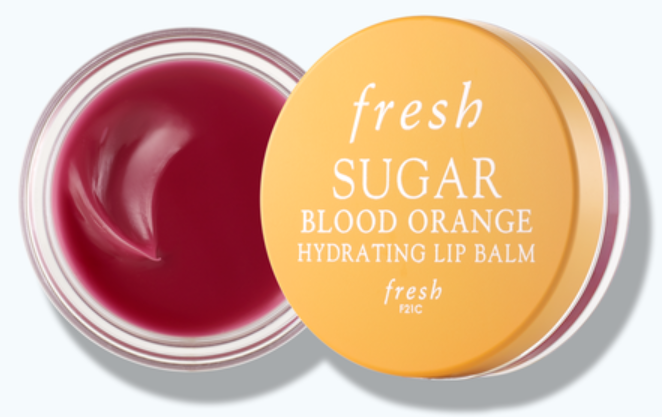 fresh
SUGAR
BLOOD ORANGE
HYDRATING LIP BALM
fresh
F21C